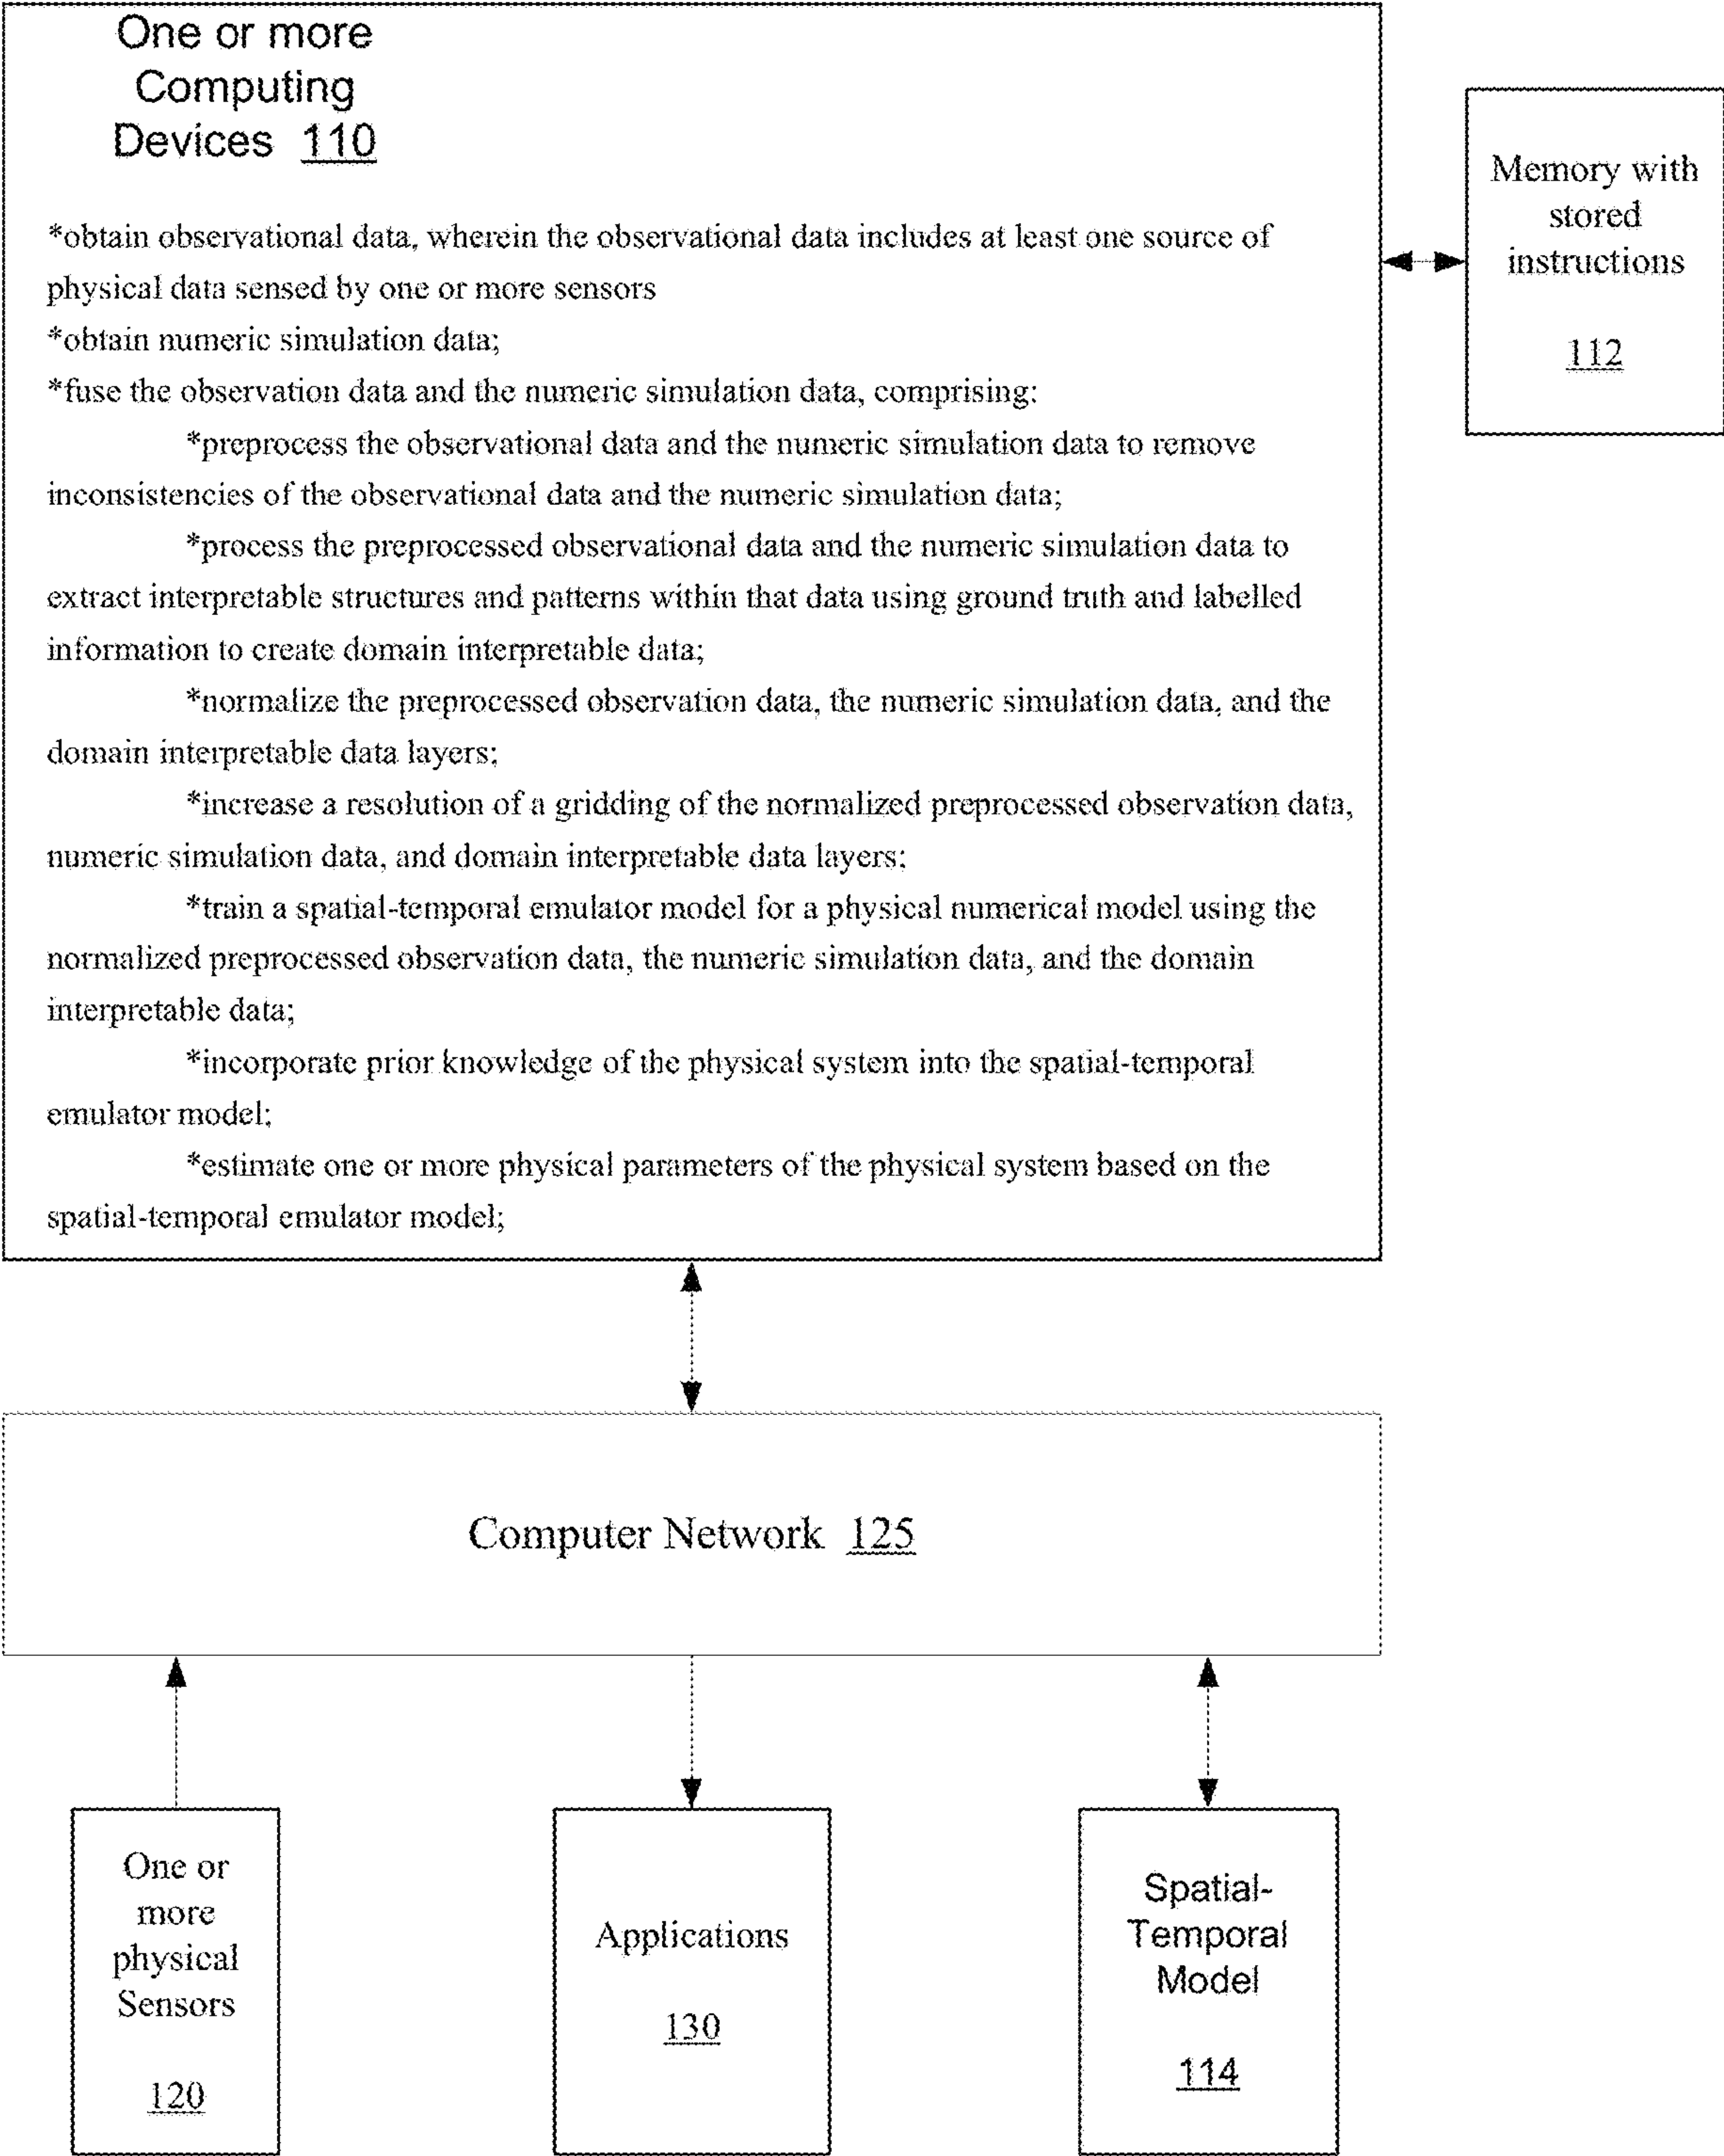 One or more
Computing
Devices 110
*obtain observational data, wherein the observational data includes at least one source of
physical data sensed by one or more sensors
*obtain numeric simulation data;
*fuse the observation data and the numeric simulation data, comprising:
*preprocess the observational data and the numeric simulation data to remove
inconsistencies of the observational data and the numeric simulation data;
*process the preprocessed observational data and the numeric simulation data to
extract interpretable structures and patterns within that data using ground truth and labelled
information to create domain interpretable data;
*normalize the preprocessed observation data, the numeric simulation data, and the
domain interpretable data layers;
*increase a resolution of a gridding of the normalized preprocessed observation data,
numeric simulation data, and domain interpretable data layers;
*train a spatial-temporal emulator model for a physical numerical model using the
normalized preprocessed observation data, the numeric simulation data, and the domain
interpretable data;
*incorporate prior knowledge of the physical system into the spatial-temporal
emulator model;
*estimate one or more physical parameters of the physical system based on the
spatial-temporal emulator model;
Memory with
stored
instructions
112
Computer Network 125
One or
more
physical
Sensors
120
Applications
130
Spatial-
Temporal
Model
114